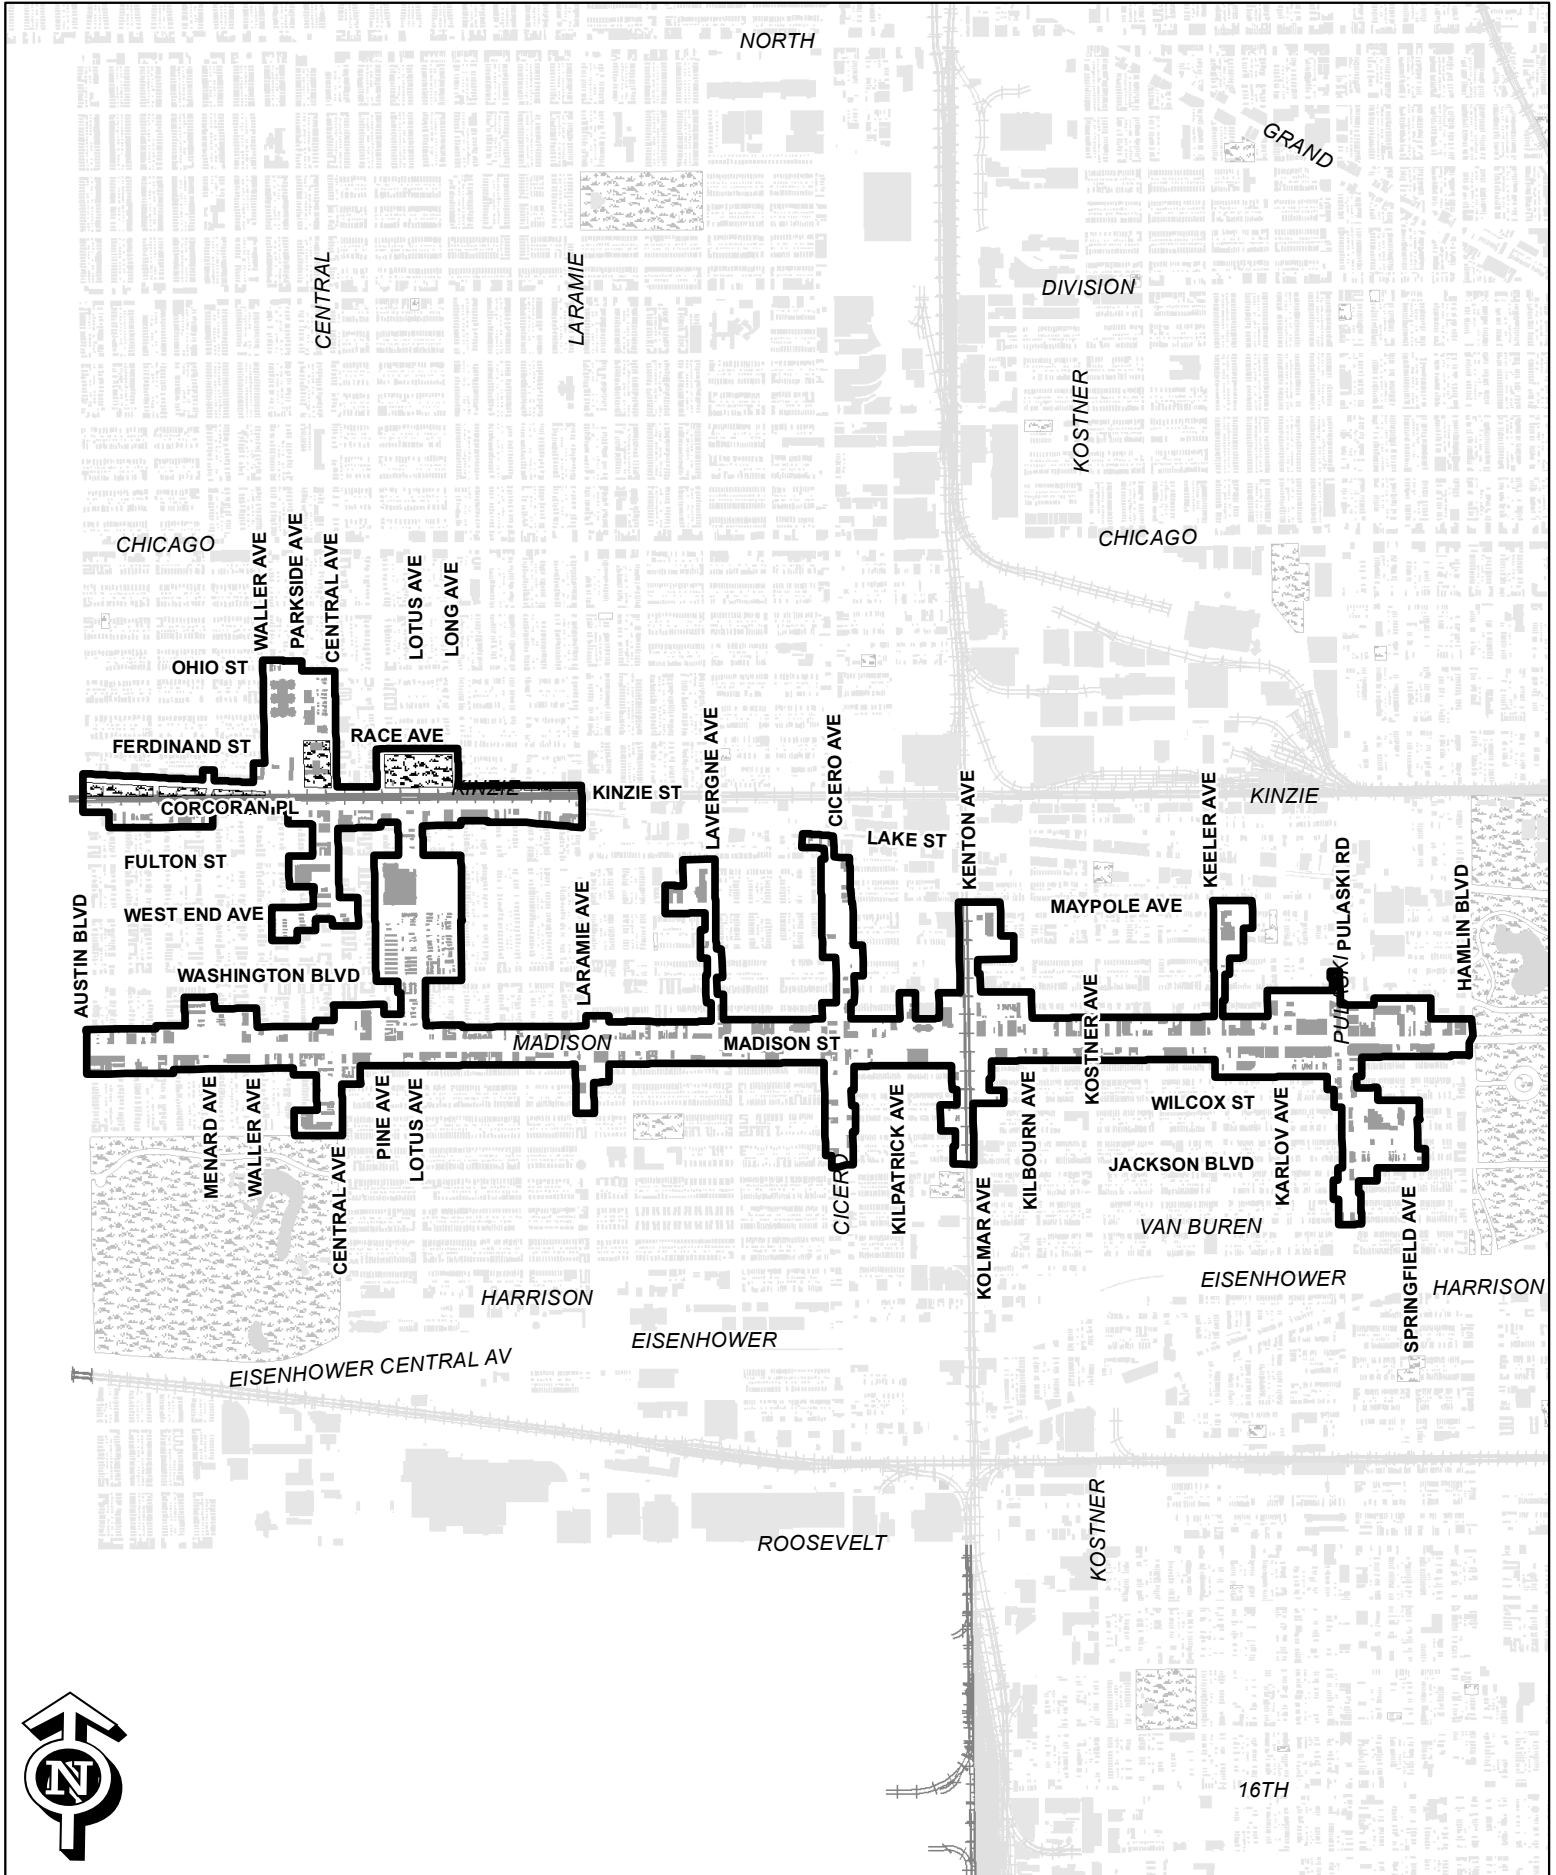 NORTH
GRAND
CENTRAL
LARAMIE
DIVISION
KOSTNER
CHICAGO
CHICAGO
WALLER AVE
PARKSIDE AVE
CENTRAL AVE
LOTUS AVE
LONG AVE
OHIO ST
FERDINAND ST
RACE AVE
KINZIE
KINZIE ST
LAVERGNE AVE
CICERO AVE
KENTON AVE
KEELER AVE
KINZIE
CORCORAN PL
LAKE ST
PULASKI RD
FULTON ST
HAMLIN BLVD
WEST END AVE
MAYPOLE AVE
AUSTIN BLVD
LARAMIE AVE
WASHINGTON BLVD
KOSTNER AVE
PULASKI
MADISON
MADISON ST
MENARD AVE
WALLER AVE
CENTRAL AVE
PINE AVE
LOTUS AVE
CICERO
KILPATRICK AVE
KOLMAR AVE
KILBOURN AVE
WILCOX ST
KARLOV AVE
JACKSON BLVD
VAN BUREN
SPRINGFIELD AVE
EISENHOWER
HARRISON
HARRISON
EISENHOWER
EISENHOWER CENTRAL AV
KOSTNER
ROOSEVELT
16TH
N